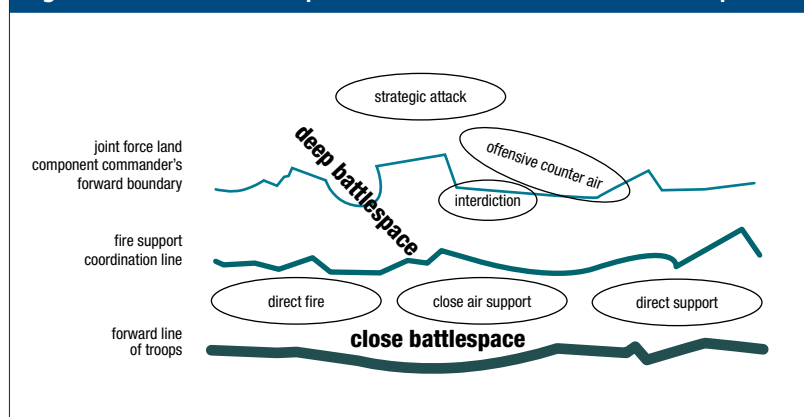 strategic attack
deep battlespace
joint force land
component commander's
forward boundary
offensive counter air
interdiction
fire support
coordination line
direct fire
close air support
direct support
forward line
of troops
close battlespace